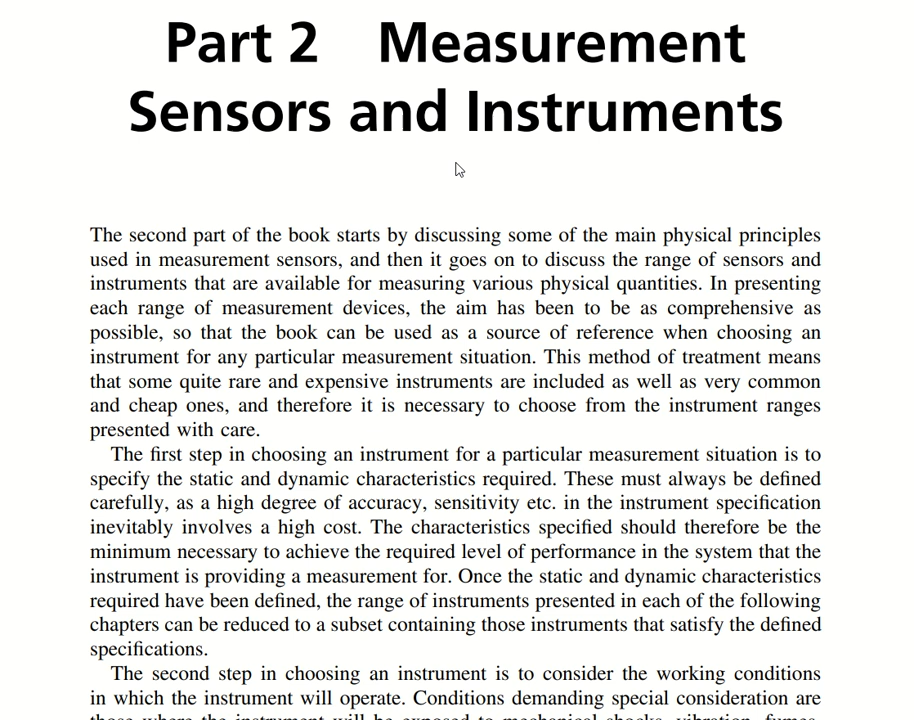 Part 2 Measurement
Sensors and Instruments
The second part of the book starts by discussing some of the main physical principles
used in measurement sensors, and then it goes on to discuss the range of sensors and
instruments that are available for measuring various physical quantities. In presenting
each range of measurement devices, the aim has been to be as comprehensive as
possible, so that the book can be used as a source of reference when choosing an
instrument for any particular measurement situation. This method of treatment means
that some quite rare and expensive instruments are included as well as very common
and cheap ones, and therefore it is necessary to choose from the instrument ranges
presented with care.
The first step in choosing an instrument for a particular measurement situation is to
specify the static and dynamic characteristics required. These must always be defined
carefully, as a high degree of accuracy, sensitivity etc. in the instrument specification
inevitably involves a high cost. The characteristics specified should therefore be the
minimum necessary to achieve the required level of performance in the system that the
instrument is providing a measurement for. Once the static and dynamic characteristics
required have been defined, the range of instruments presented in each of the following
chapters can be reduced to a subset containing those instruments that satisfy the defined
specifications.
The second step in choosing an instrument is to consider the working conditions
in which the instrument will operate. Conditions demanding special consideration are
those where the instrument will be exposed to mechanical shocks, vibration, fumes,